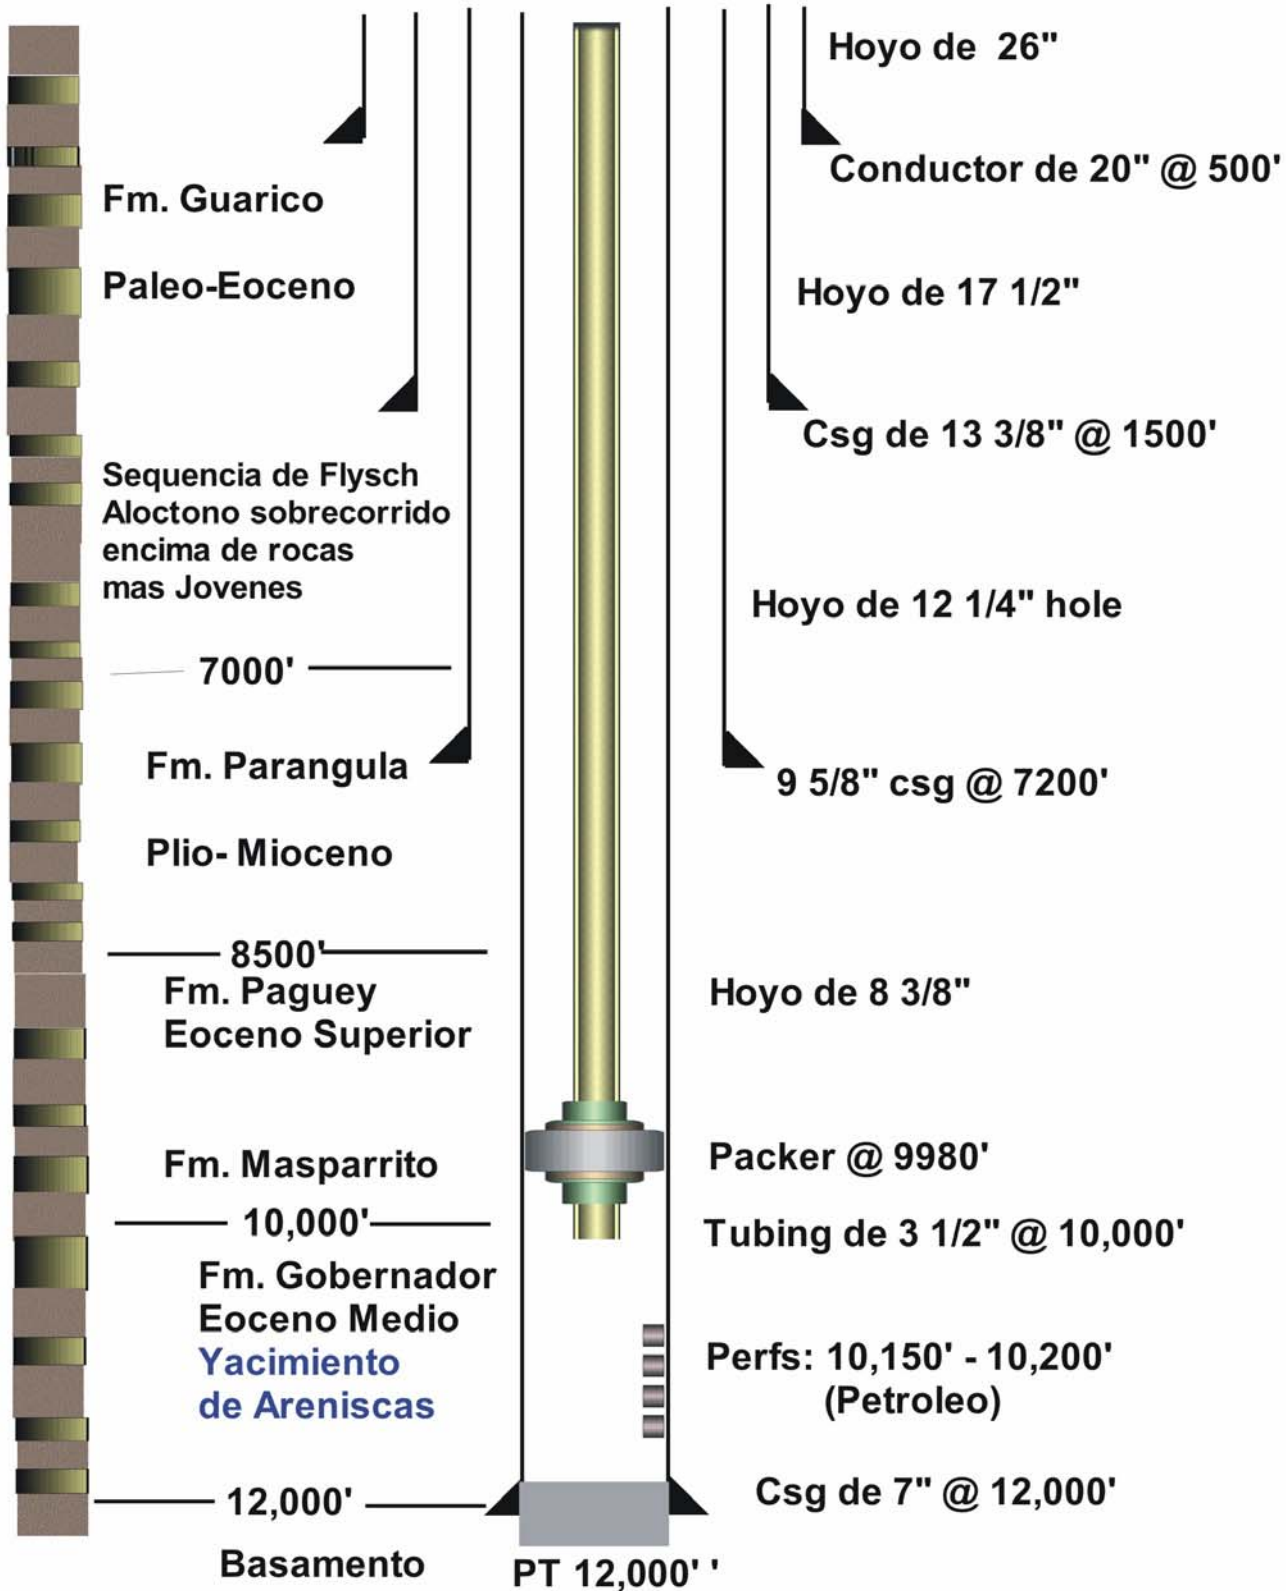 Hoyo de 26"
Conductor de 20" @ 500'
Fm. Guarico
Paleo-Eoceno
Hoyo de 17 1/2"
Csg de 13 3/8" @ 1500'
Sequencia de Flysch
Aloctono sobrecorrido
encima de rocas
mas Jovenes
Hoyo de 12 1/4" hole
7000'
Fm. Parangula
9 5/8" csg @ 7200'
Plio- Mioceno
8500'
Fm. Paguey
Eoceno Superior
Hoyo de 8 3/8"
Fm. Masparrito
Packer @ 9980'
10,000'
Tubing de 3 1/2" @ 10,000'
Fm. Gobernador
Eoceno Medio
Yacimiento
de Areniscas
Perfs: 10,150' - 10,200'
(Petroleo)
12,000'
Csg de 7" @ 12,000'
Basamento
PT 12,000' '